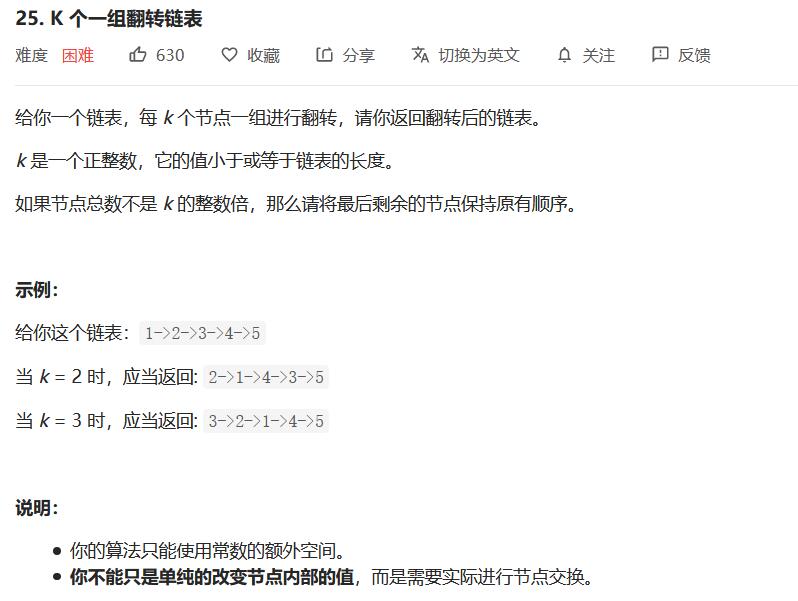 25. K 个一组翻转链表
难度 困难 630 收藏 分享 切换为英文 关注 反馈
给你一个链表，每 k 个节点一组进行翻转，请你返回翻转后的链表。
k 是一个正整数，它的值小于或等于链表的长度。
如果节点总数不是 k 的整数倍，那么请将最后剩余的节点保持原有顺序。
示例：
给你这个链表：1->2->3->4->5
当 k = 2 时，应当返回: 2->1->4->3->5
当 k = 3 时，应当返回: 3->2->1->4->5
说明：
● 你的算法只能使用常数的额外空间。
● 你不能只是单纯的改变节点内部的值，而是需要实际进行节点交换。